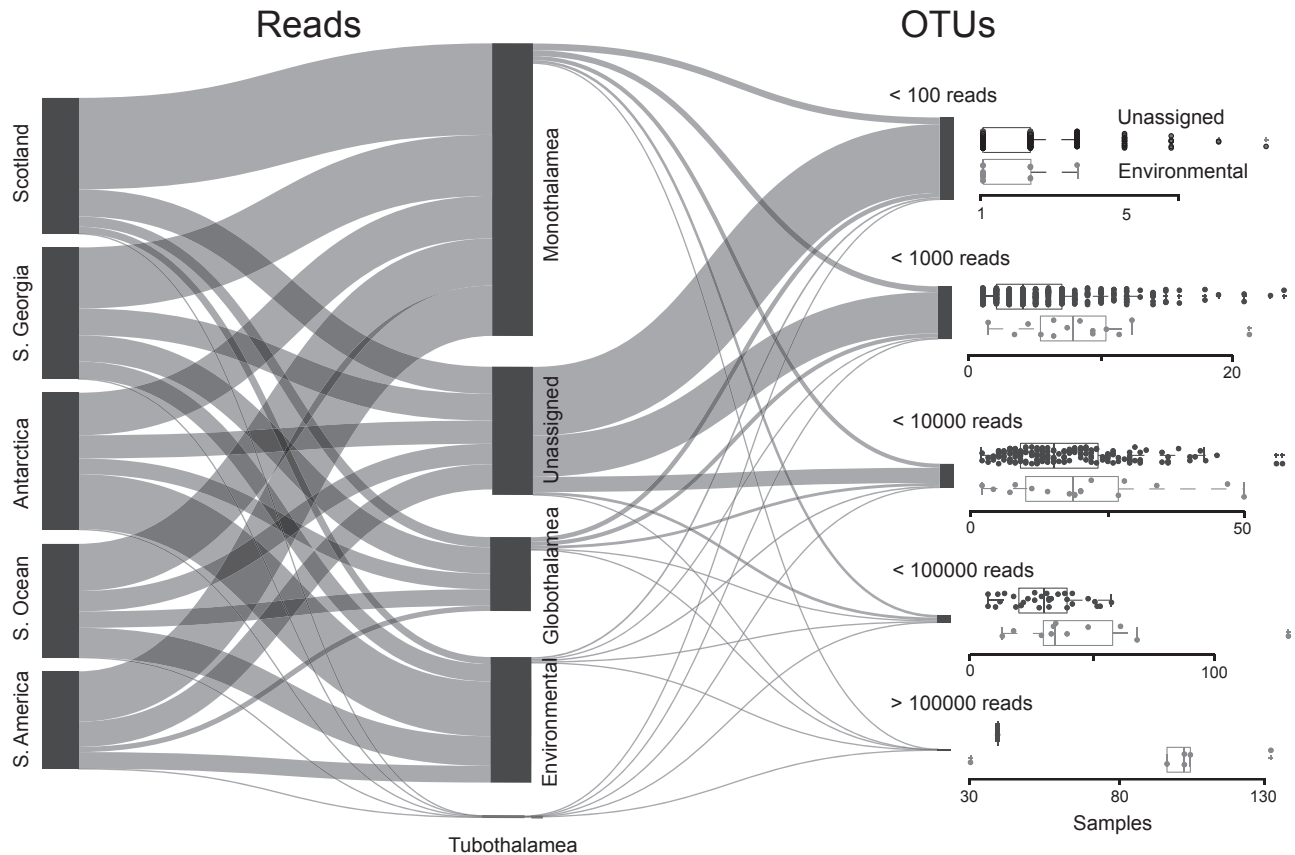 Reads
OTUs
Scotland
S. Georgia
Antarctica
S. Ocean
S. America
Monothalamea
Unassigned
Globothalamea
Environmental
Tubothalamea
< 100 reads
Unassigned
Environmental
1 5
< 1000 reads
0 20
< 10000 reads
0 50
< 100000 reads
0 100
> 100000 reads
30 80 130
Samples